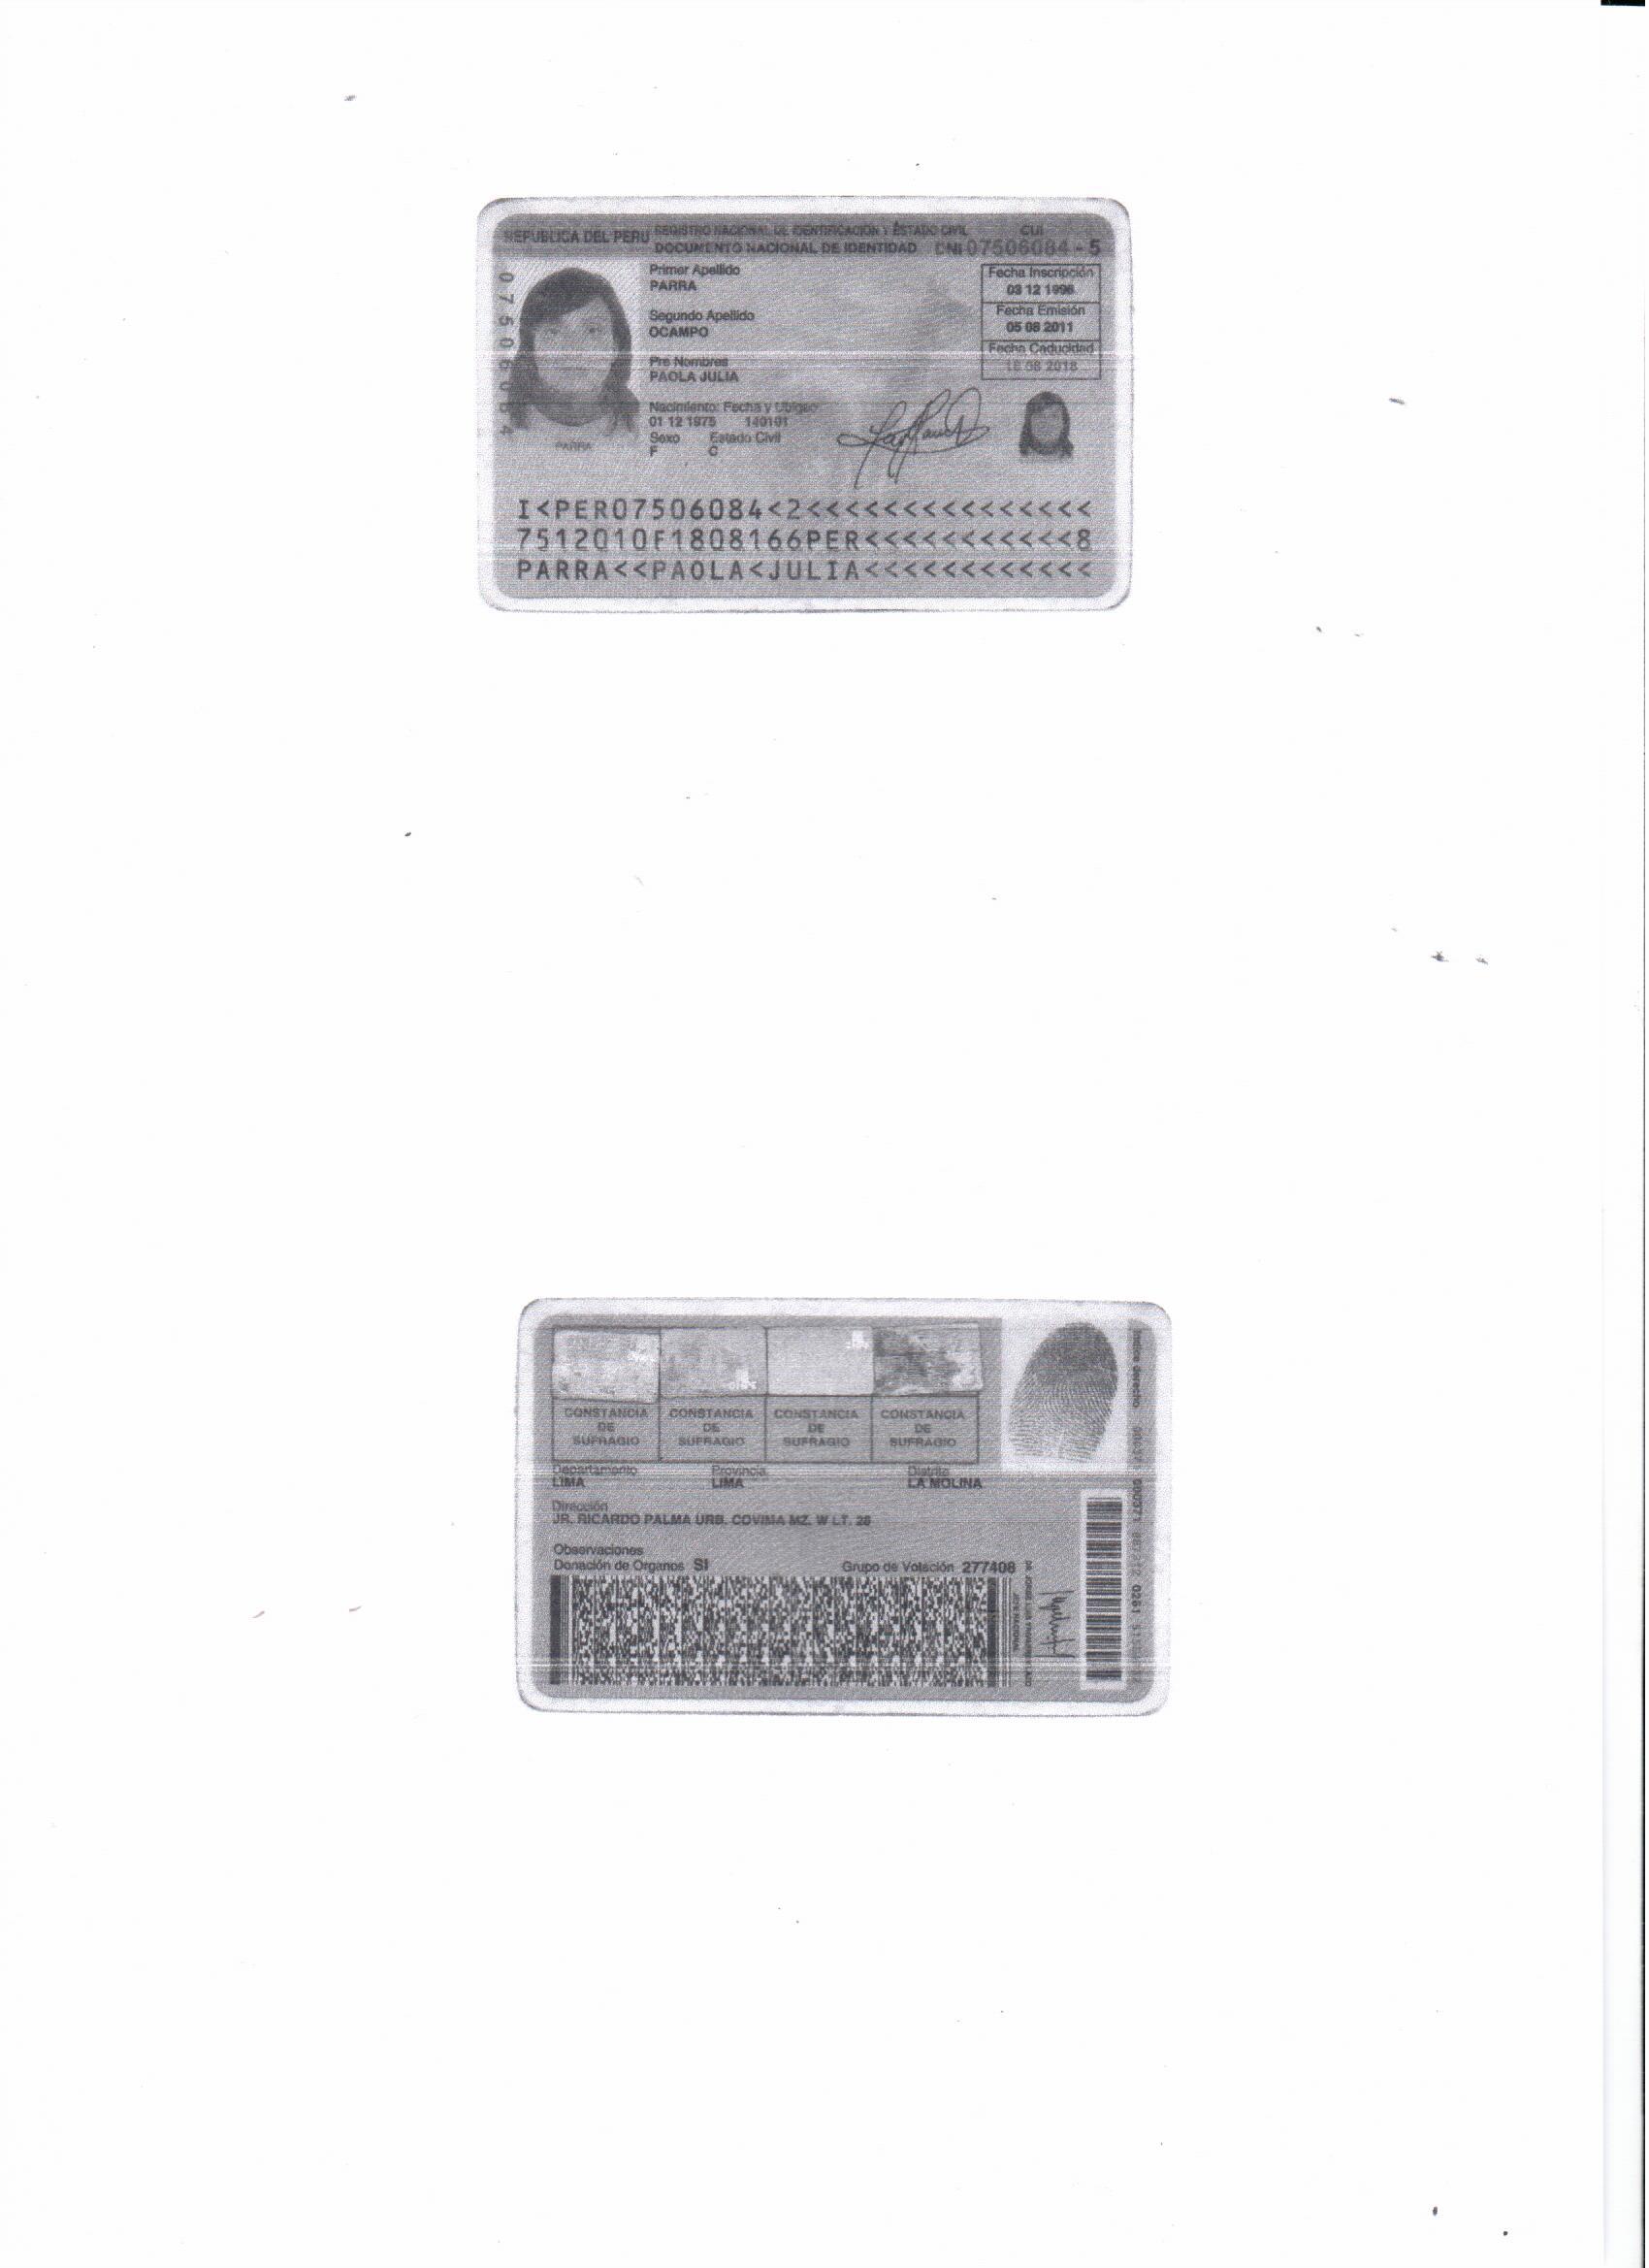 REPUBLICA DEL PERU REGISTRO NACIONAL DE IDENTIFICACIÓN Y ESTADO CIVIL CUI
DOCUMENTO NACIONAL DE IDENTIDAD DNI 07506084 - 5
07506084
Primer Apellido
PARRA
Segundo Apellido
OCAMPO
Pre Nombres
PAOLA JULIA
Nacimiento: Fecha y Ubigeo
01 12 1975 140101
Sexo Estado Civil
F C
Fecha Inscripción
03 12 1996
Fecha Emisión
05 08 2011
Fecha Caducidad
16 08 2018
PARRA
I<PER07506084<2<<<<<<<<<<<<<<<
7512010F1808166PER<<<<<<<<<<<8
PARRA<<PAOLA<JULIA<<<<<<<<<<<<
CONSTANCIA DE SUFRAGIO
CONSTANCIA DE SUFRAGIO
CONSTANCIA DE SUFRAGIO
CONSTANCIA DE SUFRAGIO
Departamento Provincia Distrito
LIMA LIMA LA MOLINA
Dirección
JR. RICARDO PALMA URB. COVIMA MZ. W LT. 28
Observaciones
Donación de Organos SI Grupo de Votación 277408
Indice derecho